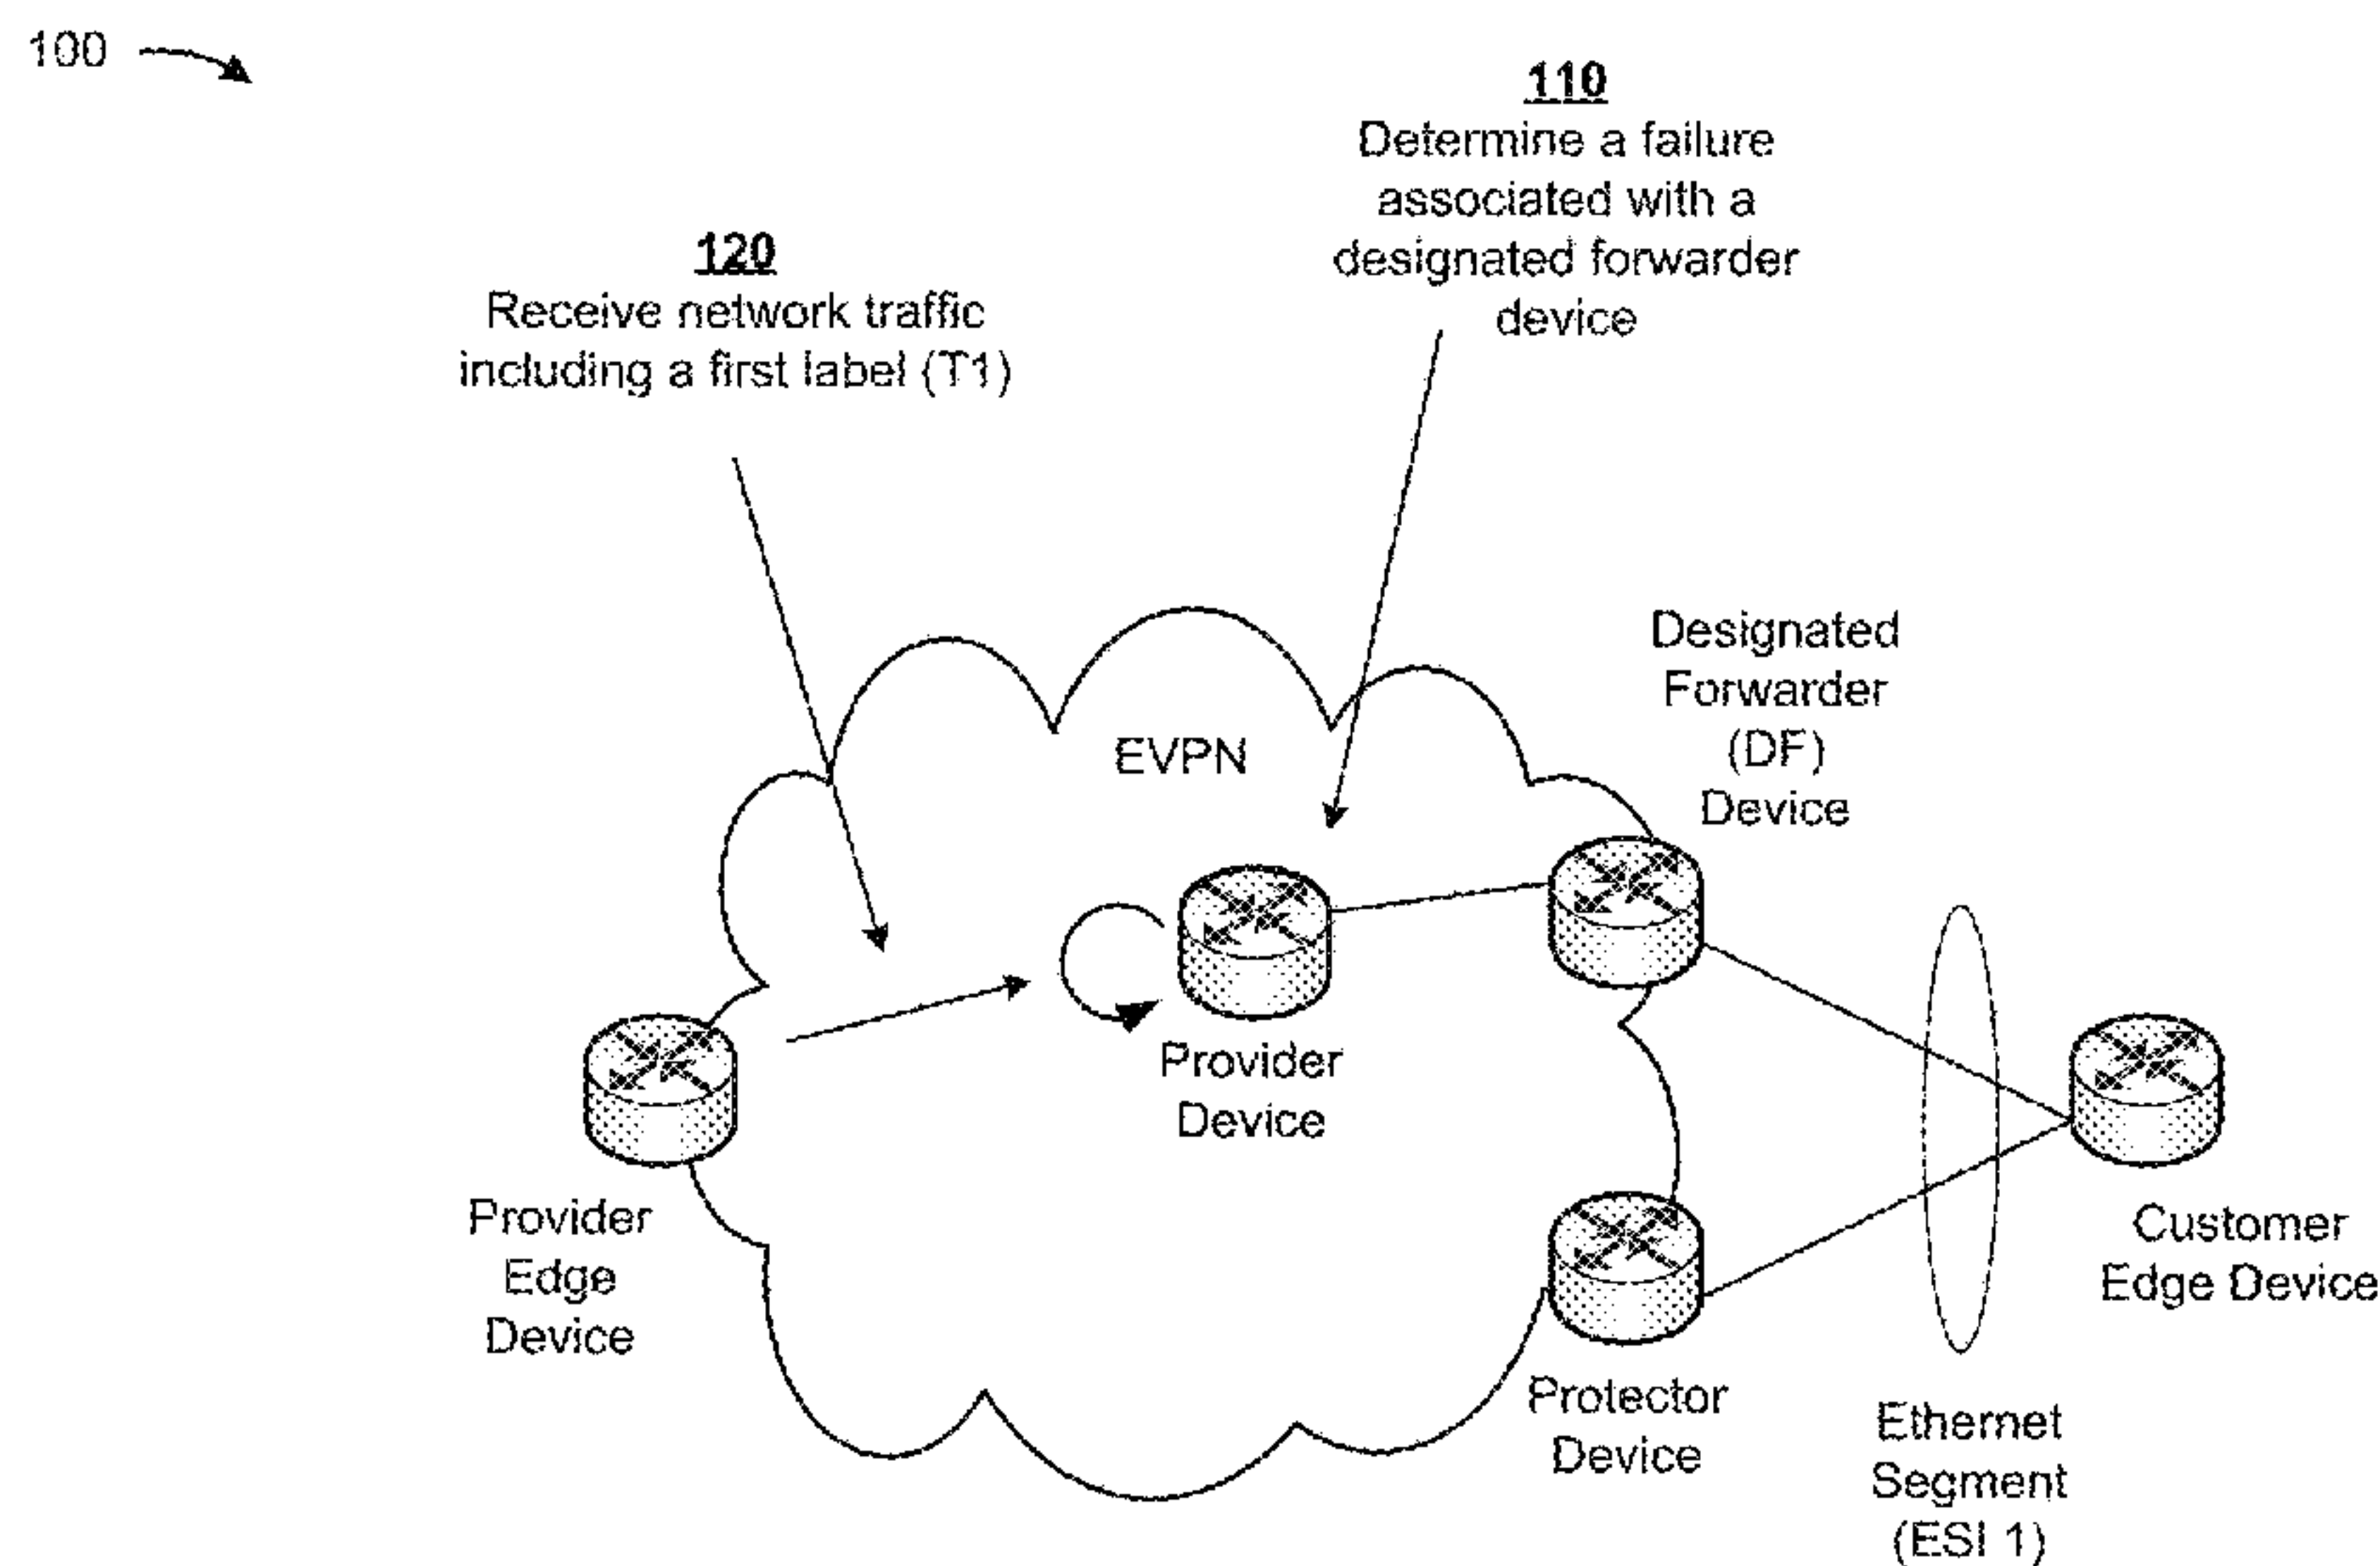 100
110
Determine a failure
associated with a
designated forwarder
device
120
Receive network traffic
including a first label (T1)
Designated
Forwarder
(DF)
Device
EVPN
Provider
Device
Provider
Edge
Device
Customer
Edge Device
Protector
Device
Ethernet
Segment
(ESI 1)